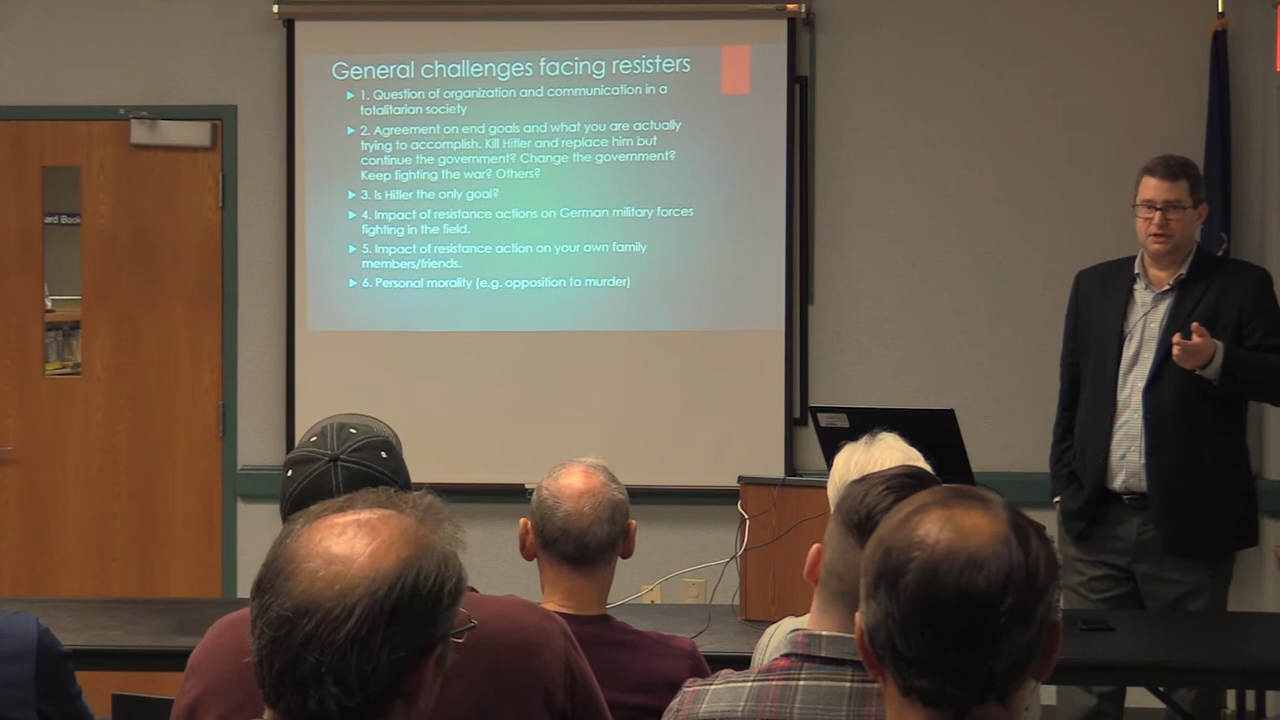 General challenges facing resisters
1. Question of organization and communication in a
totalitarian society
2. Agreement on end goals and what you are actually
trying to accomplish. Kill Hitler and replace him but
continue the government? Change the government?
Keep fighting the war? Others?
3. Is Hitler the only goal?
4. Impact of resistance actions on German military forces
fighting in the field.
5. Impact of resistance action on your own family
members/friends.
6. Personal morality (e.g. opposition to murder)
ard Book